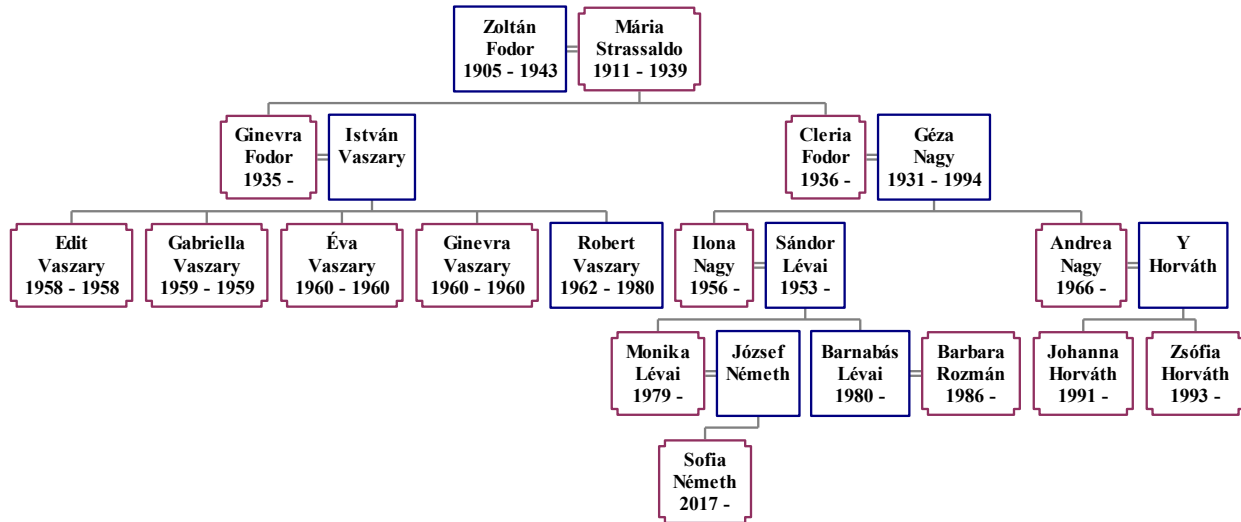 Zoltán
Fodor
1905 - 1943
Mária
Strassaldo
1911 - 1939
Ginevra
Fodor
1935 -
István
Vaszary
Cleria
Fodor
1936 -
Géza
Nagy
1931 - 1994
Edit
Vaszary
1958 - 1958
Gabriella
Vaszary
1959 - 1959
Éva
Vaszary
1960 - 1960
Ginevra
Vaszary
1960 - 1960
Robert
Vaszary
1962 - 1980
Ilona
Nagy
1956 -
Sándor
Lévai
1953 -
Andrea
Nagy
1966 -
Y
Horváth
Monika
Lévai
1979 -
József
Németh
Barnabás
Lévai
1980 -
Barbara
Rozmán
1986 -
Johanna
Horváth
1991 -
Zsófia
Horváth
1993 -
Sofia
Németh
2017 -